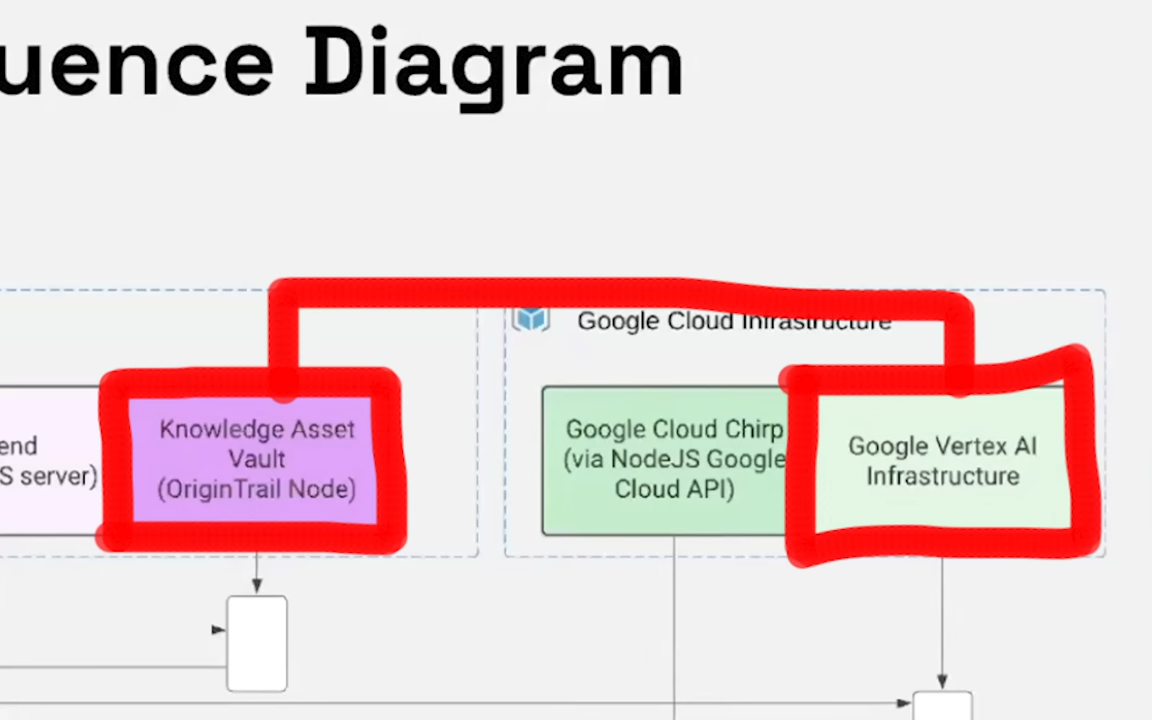 uence Diagram
Google Cloud Infrastructure
end
S server)
Knowledge Asset
Vault
(OriginTrail Node)
Google Cloud Chirp
(via NodeJS Google
Cloud API)
Google Vertex AI
Infrastructure